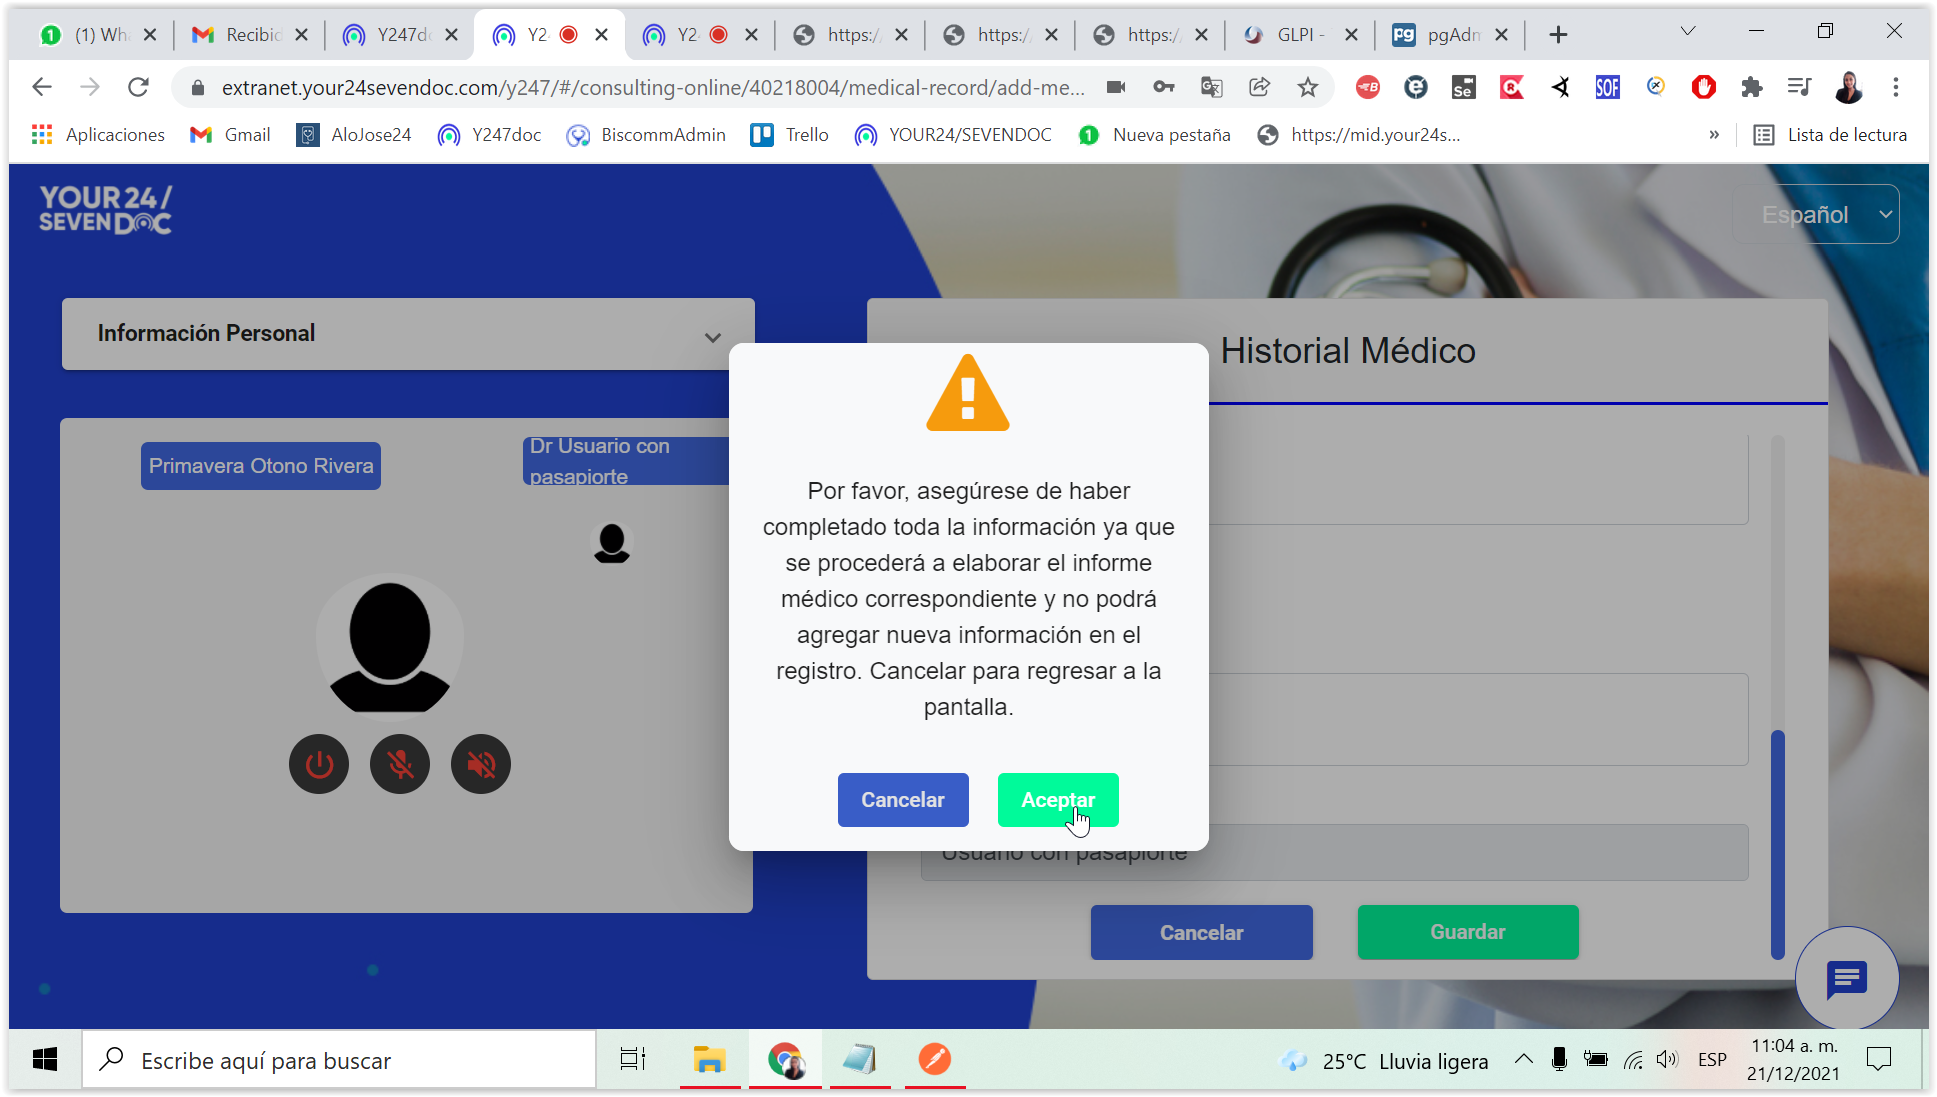 (1) Wh
Recibid
Y247d
Y2
Y2
https:/
https:/
https:/
GLPI -
pgAdm
extranet.your24sevendoc.com/y247/#/consulting-online/40218004/medical-record/add-me...
Aplicaciones
Gmail
AloJose24
Y247doc
BiscommAdmin
Trello
YOUR24/SEVENDOC
Nueva pestaña
https://mid.your24s...
»
Lista de lectura
YOUR 24 /
SEVEN DOC
Español
Información Personal
Historial Médico
Primavera Otono Rivera
Dr Usuario con
pasapiorte
Por favor, asegúrese de haber
completado toda la información ya que
se procederá a elaborar el informe
médico correspondiente y no podrá
agregar nueva información en el
registro. Cancelar para regresar a la
pantalla.
Cancelar
Aceptar
Usuario con pasapiorte
Cancelar
Guardar
Escribe aquí para buscar
25°C Lluvia ligera
ESP
11:04 a. m.
21/12/2021